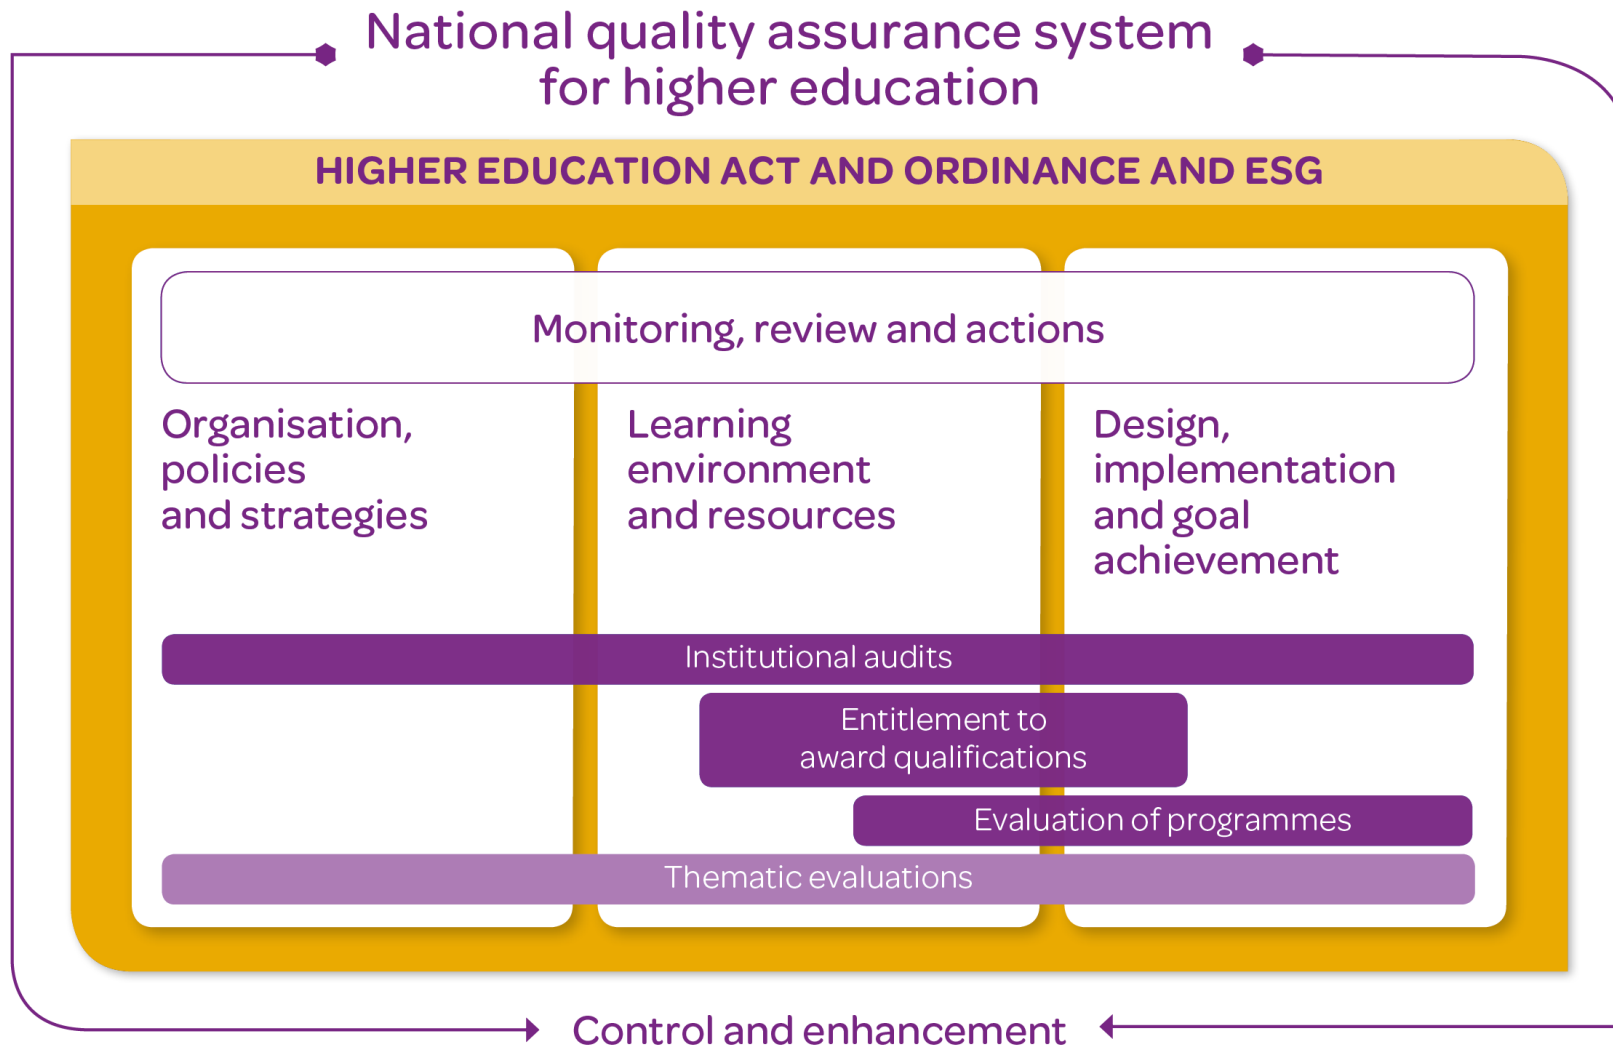 National quality assurance system
for higher education
HIGHER EDUCATION ACT AND ORDINANCE AND ESG
Monitoring, review and actions
Organisation,
policies
and strategies
Learning
environment
and resources
Design,
implementation
and goal
achievement
Institutional audits
Entitlement to
award qualifications
Evaluation of programmes
Thematic evaluations
Control and enhancement